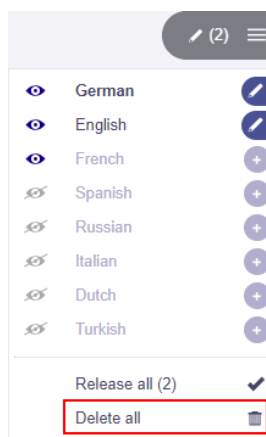 (2)
German
English
French
Spanish
Russian
Italian
Dutch
Turkish
Release all (2)
Delete all